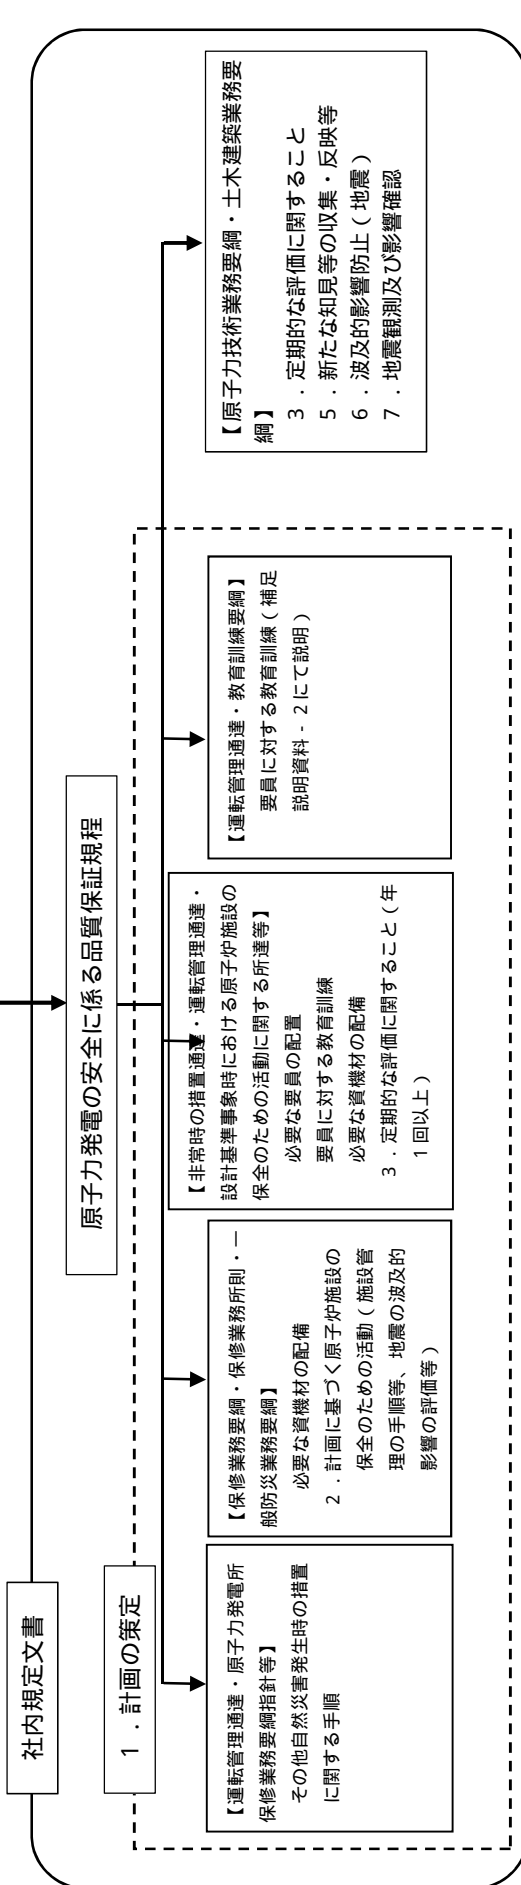 社内規定文書
原子力発電の安全に係る品質保証規程
１．計画の策定
【運転管理通達・原子力発電所
保修業務要綱指針等】
その他自然災害発生時の措置
に関する手順
【保修業務要綱・保修業務所則・一
般防災業務要綱】
必要な資機材の配備
２．計画に基づく原子炉施設の
保全のための活動（施設管
理の手順等、地震の波及的
影響の評価等）
【非常時の措置通達・運転管理通達・
設計基準事象時における原子炉施設の
保全のための活動に関する所達等】
必要な要員の配置
要員に対する教育訓練
必要な資機材の配備
３．定期的な評価に関すること（年
１回以上）
【運転管理通達・教育訓練要綱】
要員に対する教育訓練（補足
説明資料‐２にて説明）
【原子力技術業務要綱・土木建築業務要
綱】
３．定期的な評価に関すること
５．新たな知見等の収集・反映等
６．波及的影響防止（地震）
７．地震観測及び影響確認